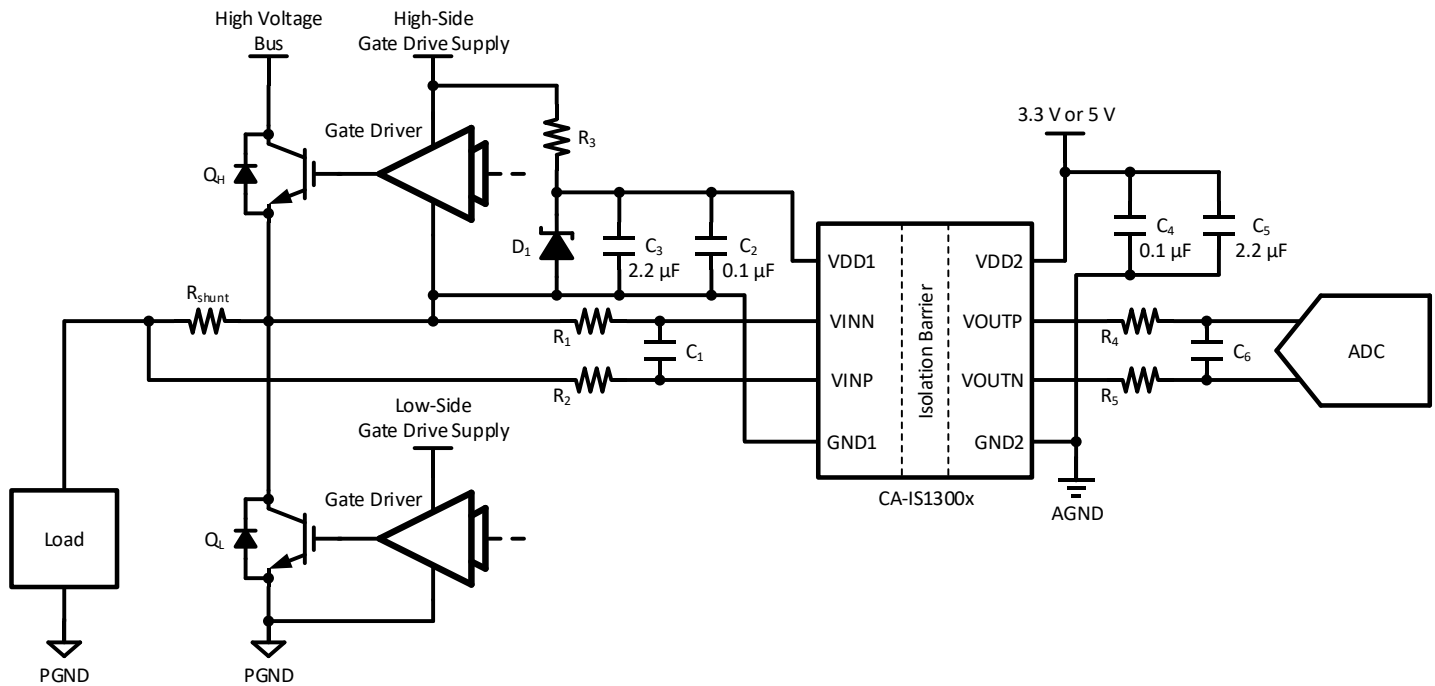 High Voltage
Bus
High-Side
Gate Drive Supply
Gate Driver
R3
3.3 V or 5 V
QH
D1
C3
2.2 µF
C2
0.1 µF
C4
0.1 µF
C5
2.2 µF
Rshunt
R1
C1
R2
VDD1
VINN
VINP
GND1
Isolation Barrier
VDD2
VOUTP
VOUTN
GND2
CA-IS1300x
R4
C6
R5
ADC
AGND
Low-Side
Gate Drive Supply
Gate Driver
QL
Load
PGND
PGND